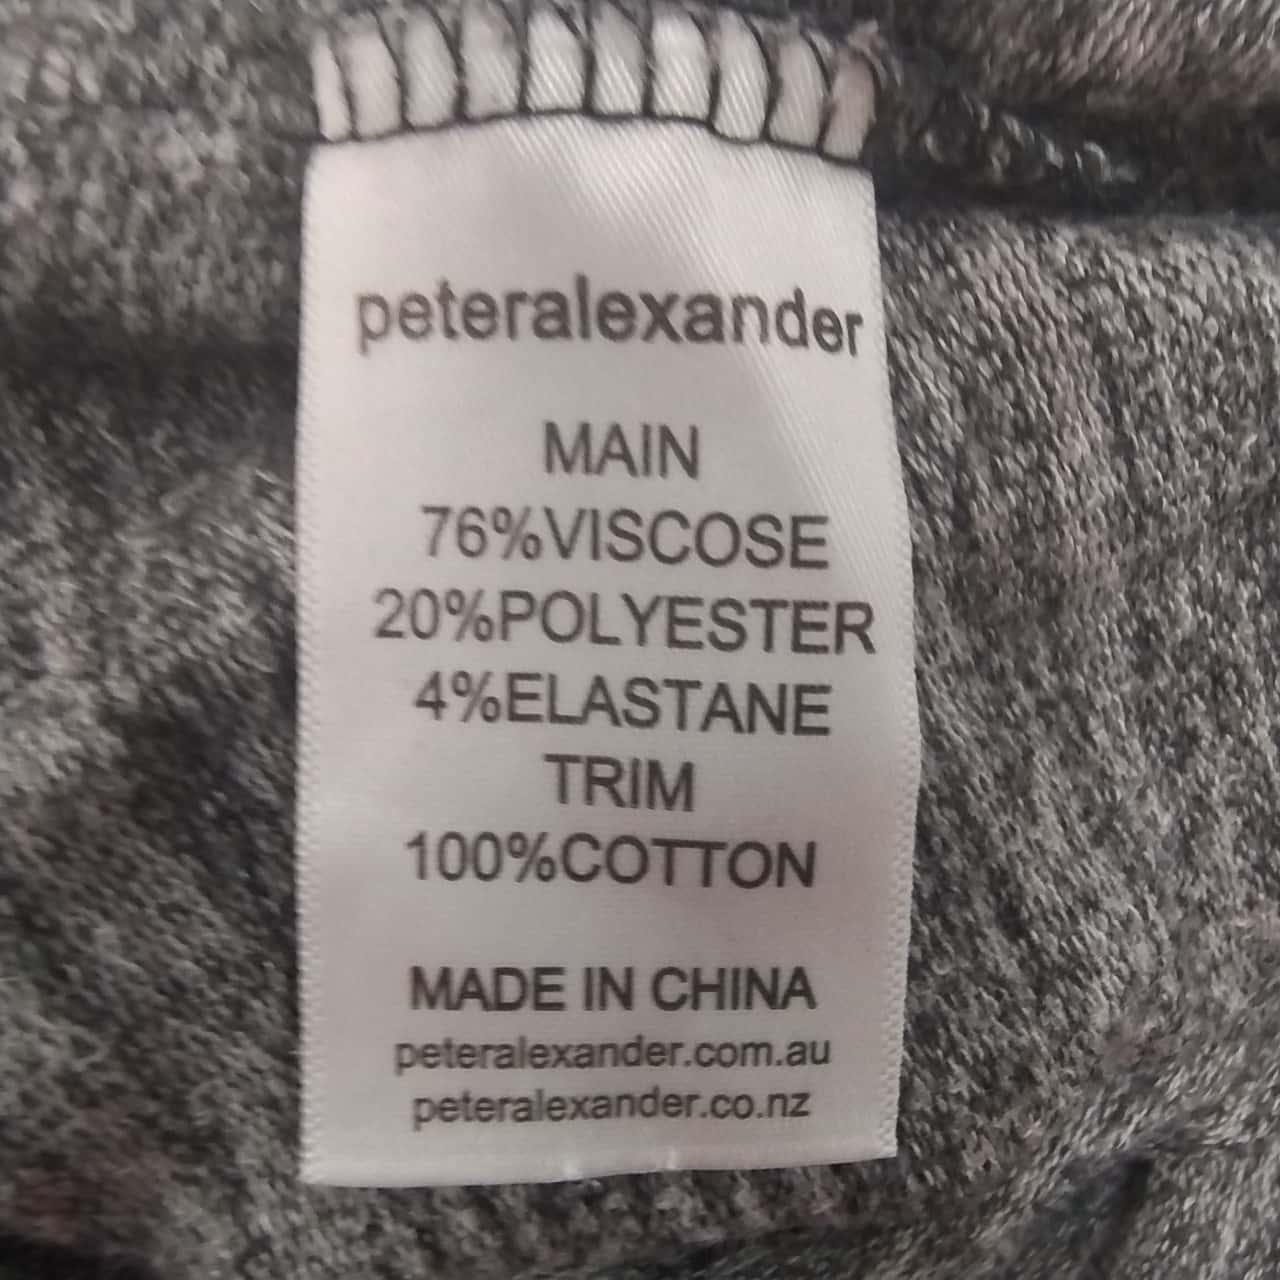 peteralexander
MAIN
76%VISCOSE
20%POLYESTER
4%ELASTANE
TRIM
100%COTTON
MADE IN CHINA
peteralexander.com.au
peteralexander.co.nz